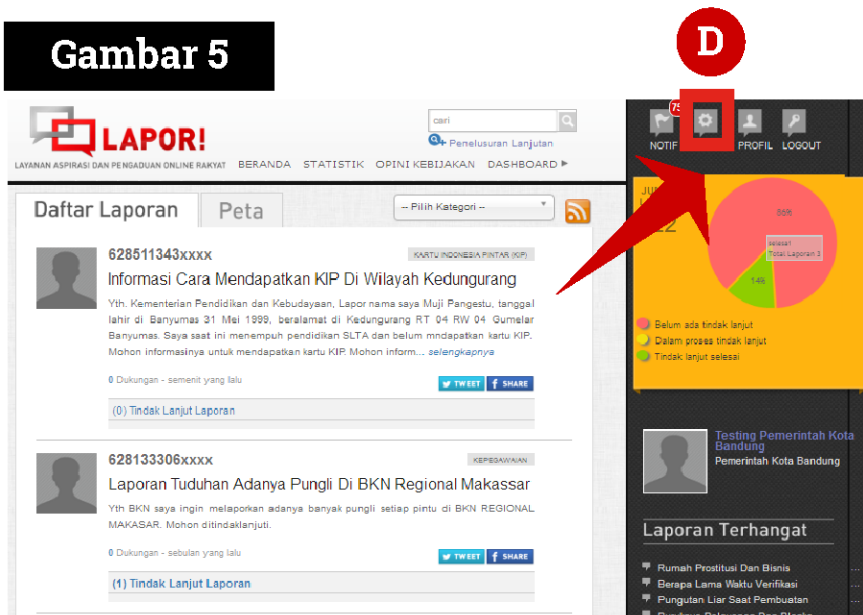 Gambar 5
D
LAPOR!
LAYANAN ASPIRASI DAN PENGADUAN ONLINE RAKYAT
cari
Penelusuran Lanjutan
BERANDA STATISTIK OPINI KEBIJAKAN DASHBOARD
NOTIF
PROFIL
LOGOUT
Daftar Laporan
Peta
-- Pilih Kategori --
628511343xxxx
KARTU INDONESIA PINTAR (KIP)
Informasi Cara Mendapatkan KIP Di Wilayah Kedungurang
Yth. Kementerian Pendidikan dan Kebudayaan, Lapor nama saya Muji Pangestu, tanggal
lahir di Banyumas 31 Mei 1999, beralamat di Kedungurang RT 04 RW 04 Gumelar
Banyumas. Saya saat ini menempuh pendidikan SLTA dan belum mndapatkan kartu KIP.
Mohon informasinya untuk mendapatkan kartu KIP. Mohon inform... selengkapnya
0 Dukungan - semenit yang lalu
TWEET
SHARE
(0) Tindak Lanjut Laporan
628133306xxxx
KEPEGAWAIAN
Laporan Tuduhan Adanya Pungli Di BKN Regional Makassar
Yth BKN saya ingin melaporkan adanya banyak pungli setiap pintu di BKN REGIONAL
MAKASAR. Mohon ditindaklanjuti.
0 Dukungan - sebulan yang lalu
TWEET
SHARE
(1) Tindak Lanjut Laporan
selesai
Total Laporan 3
14%
Belum ada tindak lanjut
Dalam proses tindak lanjut
Tindak lanjut selesai
Testing Pemerintah Kota
Bandung
Pemerintah Kota Bandung
Laporan Terhangat
Rumah Prostitusi Dan Bisnis ...
Berapa Lama Waktu Verifikasi ...
Pungutan Liar Saat Pembuatan ...